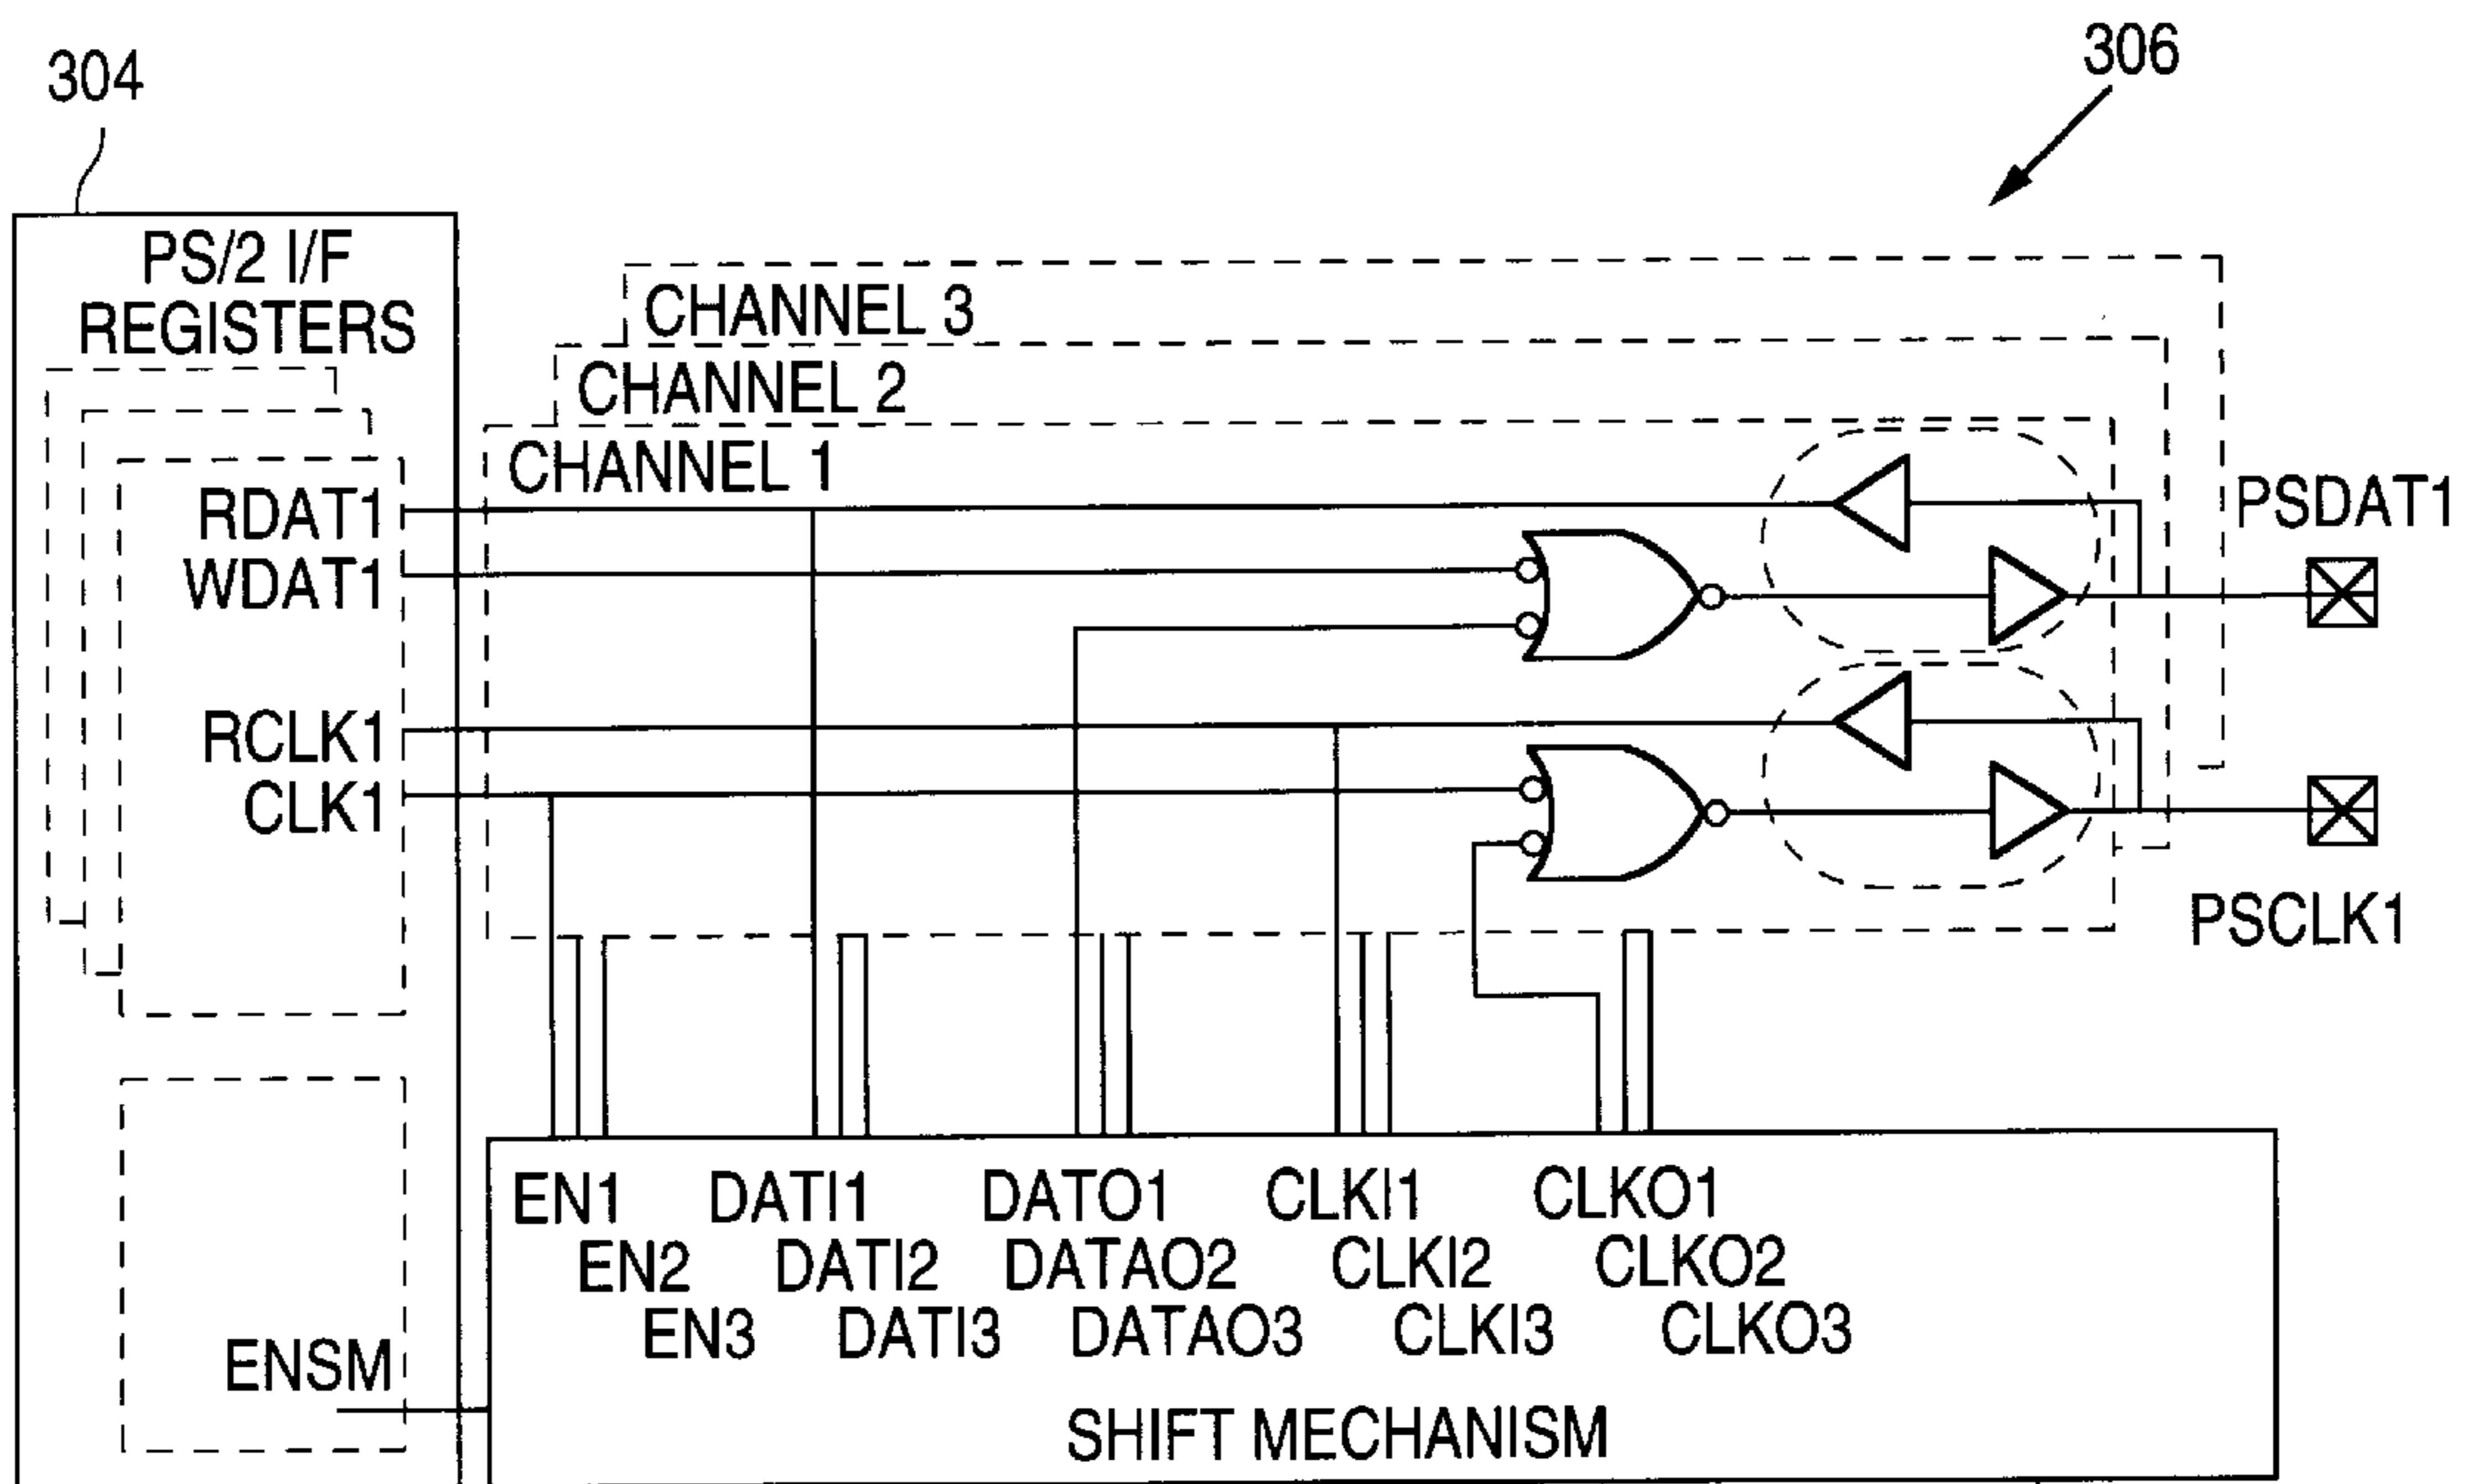 304
306
PS/2 I/F
REGISTERS
CHANNEL 3
CHANNEL 2
CHANNEL 1
RDAT1
WDAT1
RCLK1
CLK1
PSDAT1
PSCLK1
EN1 DATI1 DATO1 CLKI1 CLKO1
EN2 DATI2 DATAO2 CLKI2 CLKO2
EN3 DATI3 DATAO3 CLKI3 CLKO3
ENSM
SHIFT MECHANISM